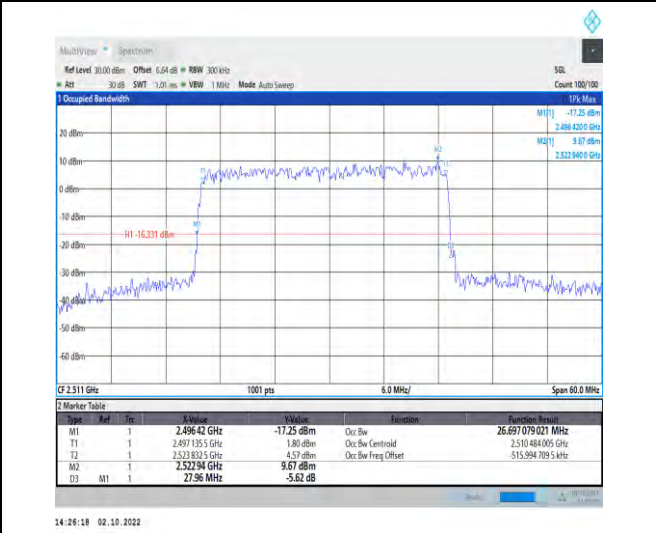 MultiView Spectrum
Ref Level 30.00 dBm Offset 6.64 dB RBW 300 kHz SGL
Att 30 dB SWT 1.01 ms VBW 1 MHz Mode Auto Sweep Count 100/100
1 Occupied Bandwidth 1Pk Max
M1[1] -17.25 dBm
2.496 4200 GHz
M2[1] 9.67 dBm
2.522 9400 GHz
20 dBm
M2
10 dBm
T1
0 dBm
-10 dBm
M1
H1 -16.331 dBm
-20 dBm
D3
-30 dBm
-40 dBm
-50 dBm
-60 dBm
CF 2.511 GHz 1001 pts 6.0 MHz/ Span 60.0 MHz
2 Marker Table
Type Ref Trc X-Value Y-Value Function Function Result
M1 1 2.496 42 GHz -17.25 dBm Occ Bw 26.697 079 021 MHz
T1 1 2.497 135 5 GHz 1.80 dBm Occ Bw Centroid 2.510 484 005 GHz
T2 1 2.523 832 5 GHz 4.57 dBm Occ Bw Freq Offset -515.994 709 5 kHz
M2 1 2.522 94 GHz 9.67 dBm
D3 M1 1 27.96 MHz -5.62 dB
14:26:18 02.10.2022